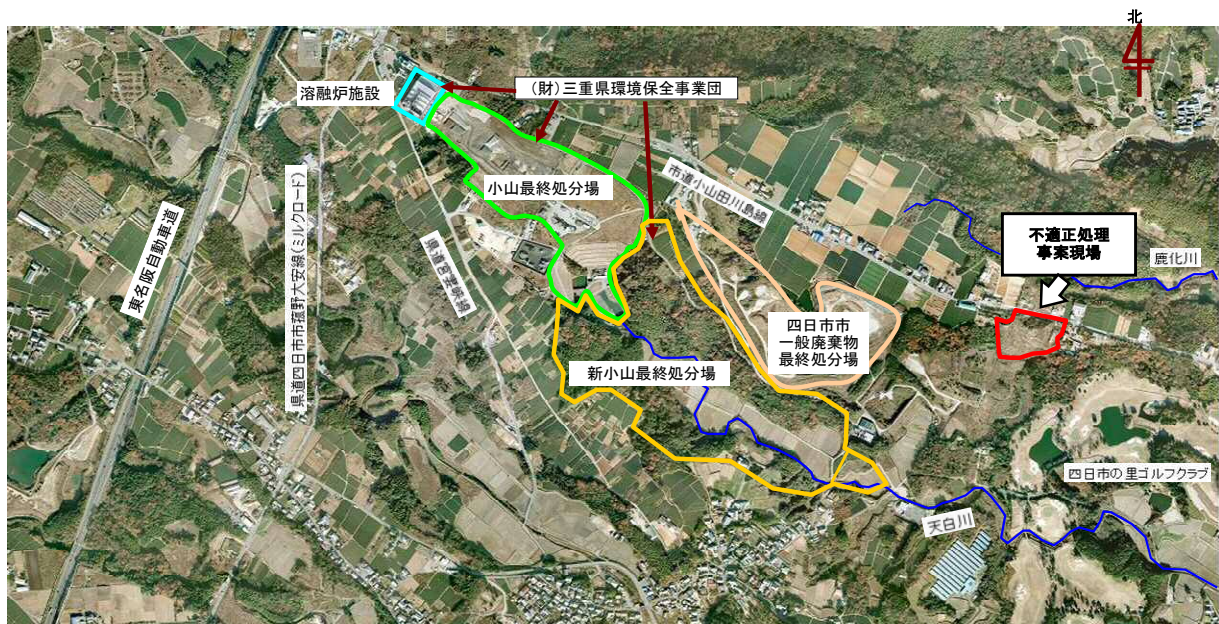 北
溶融炉施設
(財)三重県環境保全事業団
小山最終処分場
市道小山田川島線
不適正処理
事案現場
鹿化川
東名阪自動車道
県道四日市市菰野大安線(ミルクロード)
四日市市
一般廃棄物
最終処分場
新小山最終処分場
四日市の里ゴルフクラブ
天白川